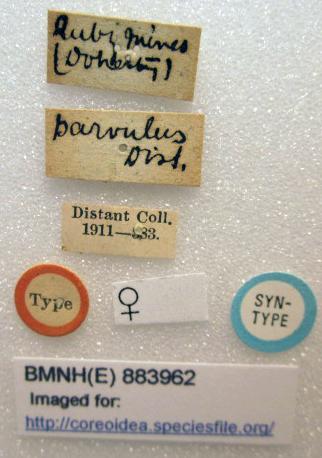 Ruby Mines
(Doherty)
parvulus
Dist.
Distant Coll.
1911—383.
Type
♀
SYN-
TYPE
BMNH(E) 883962
Imaged for:
http://coreoidea.speciesfile.org/